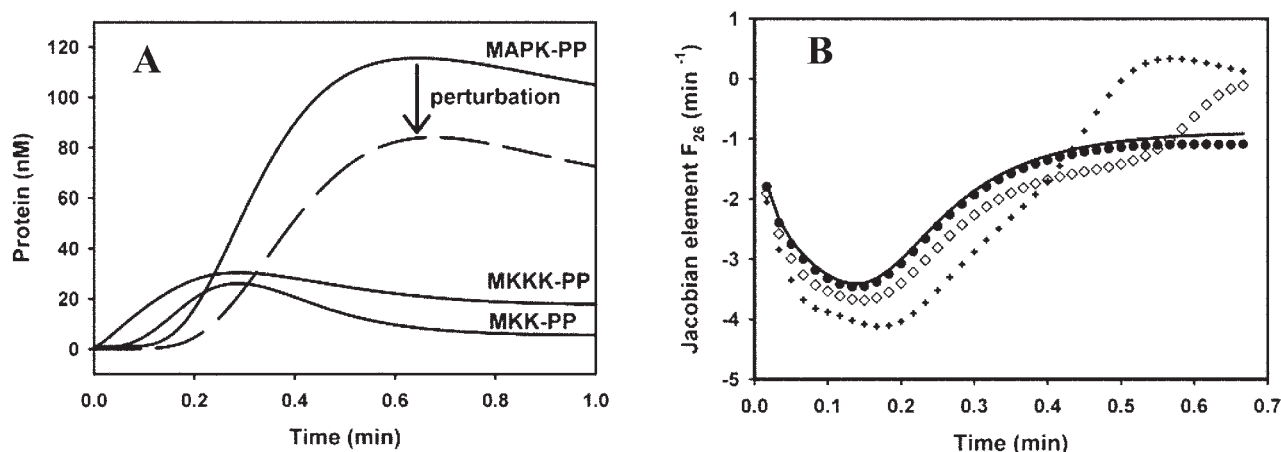 A
120
100
80
60
40
20
0
Protein (nM)
MAPK-PP
perturbation
MKKK-PP
MKK-PP
0.0 0.2 0.4 0.6 0.8 1.0
Time (min)
B
-1
0
-1
-2
-3
-4
-5
Jacobian element F26 (min -1)
0.0 0.1 0.2 0.3 0.4 0.5 0.6 0.7
Time (min)